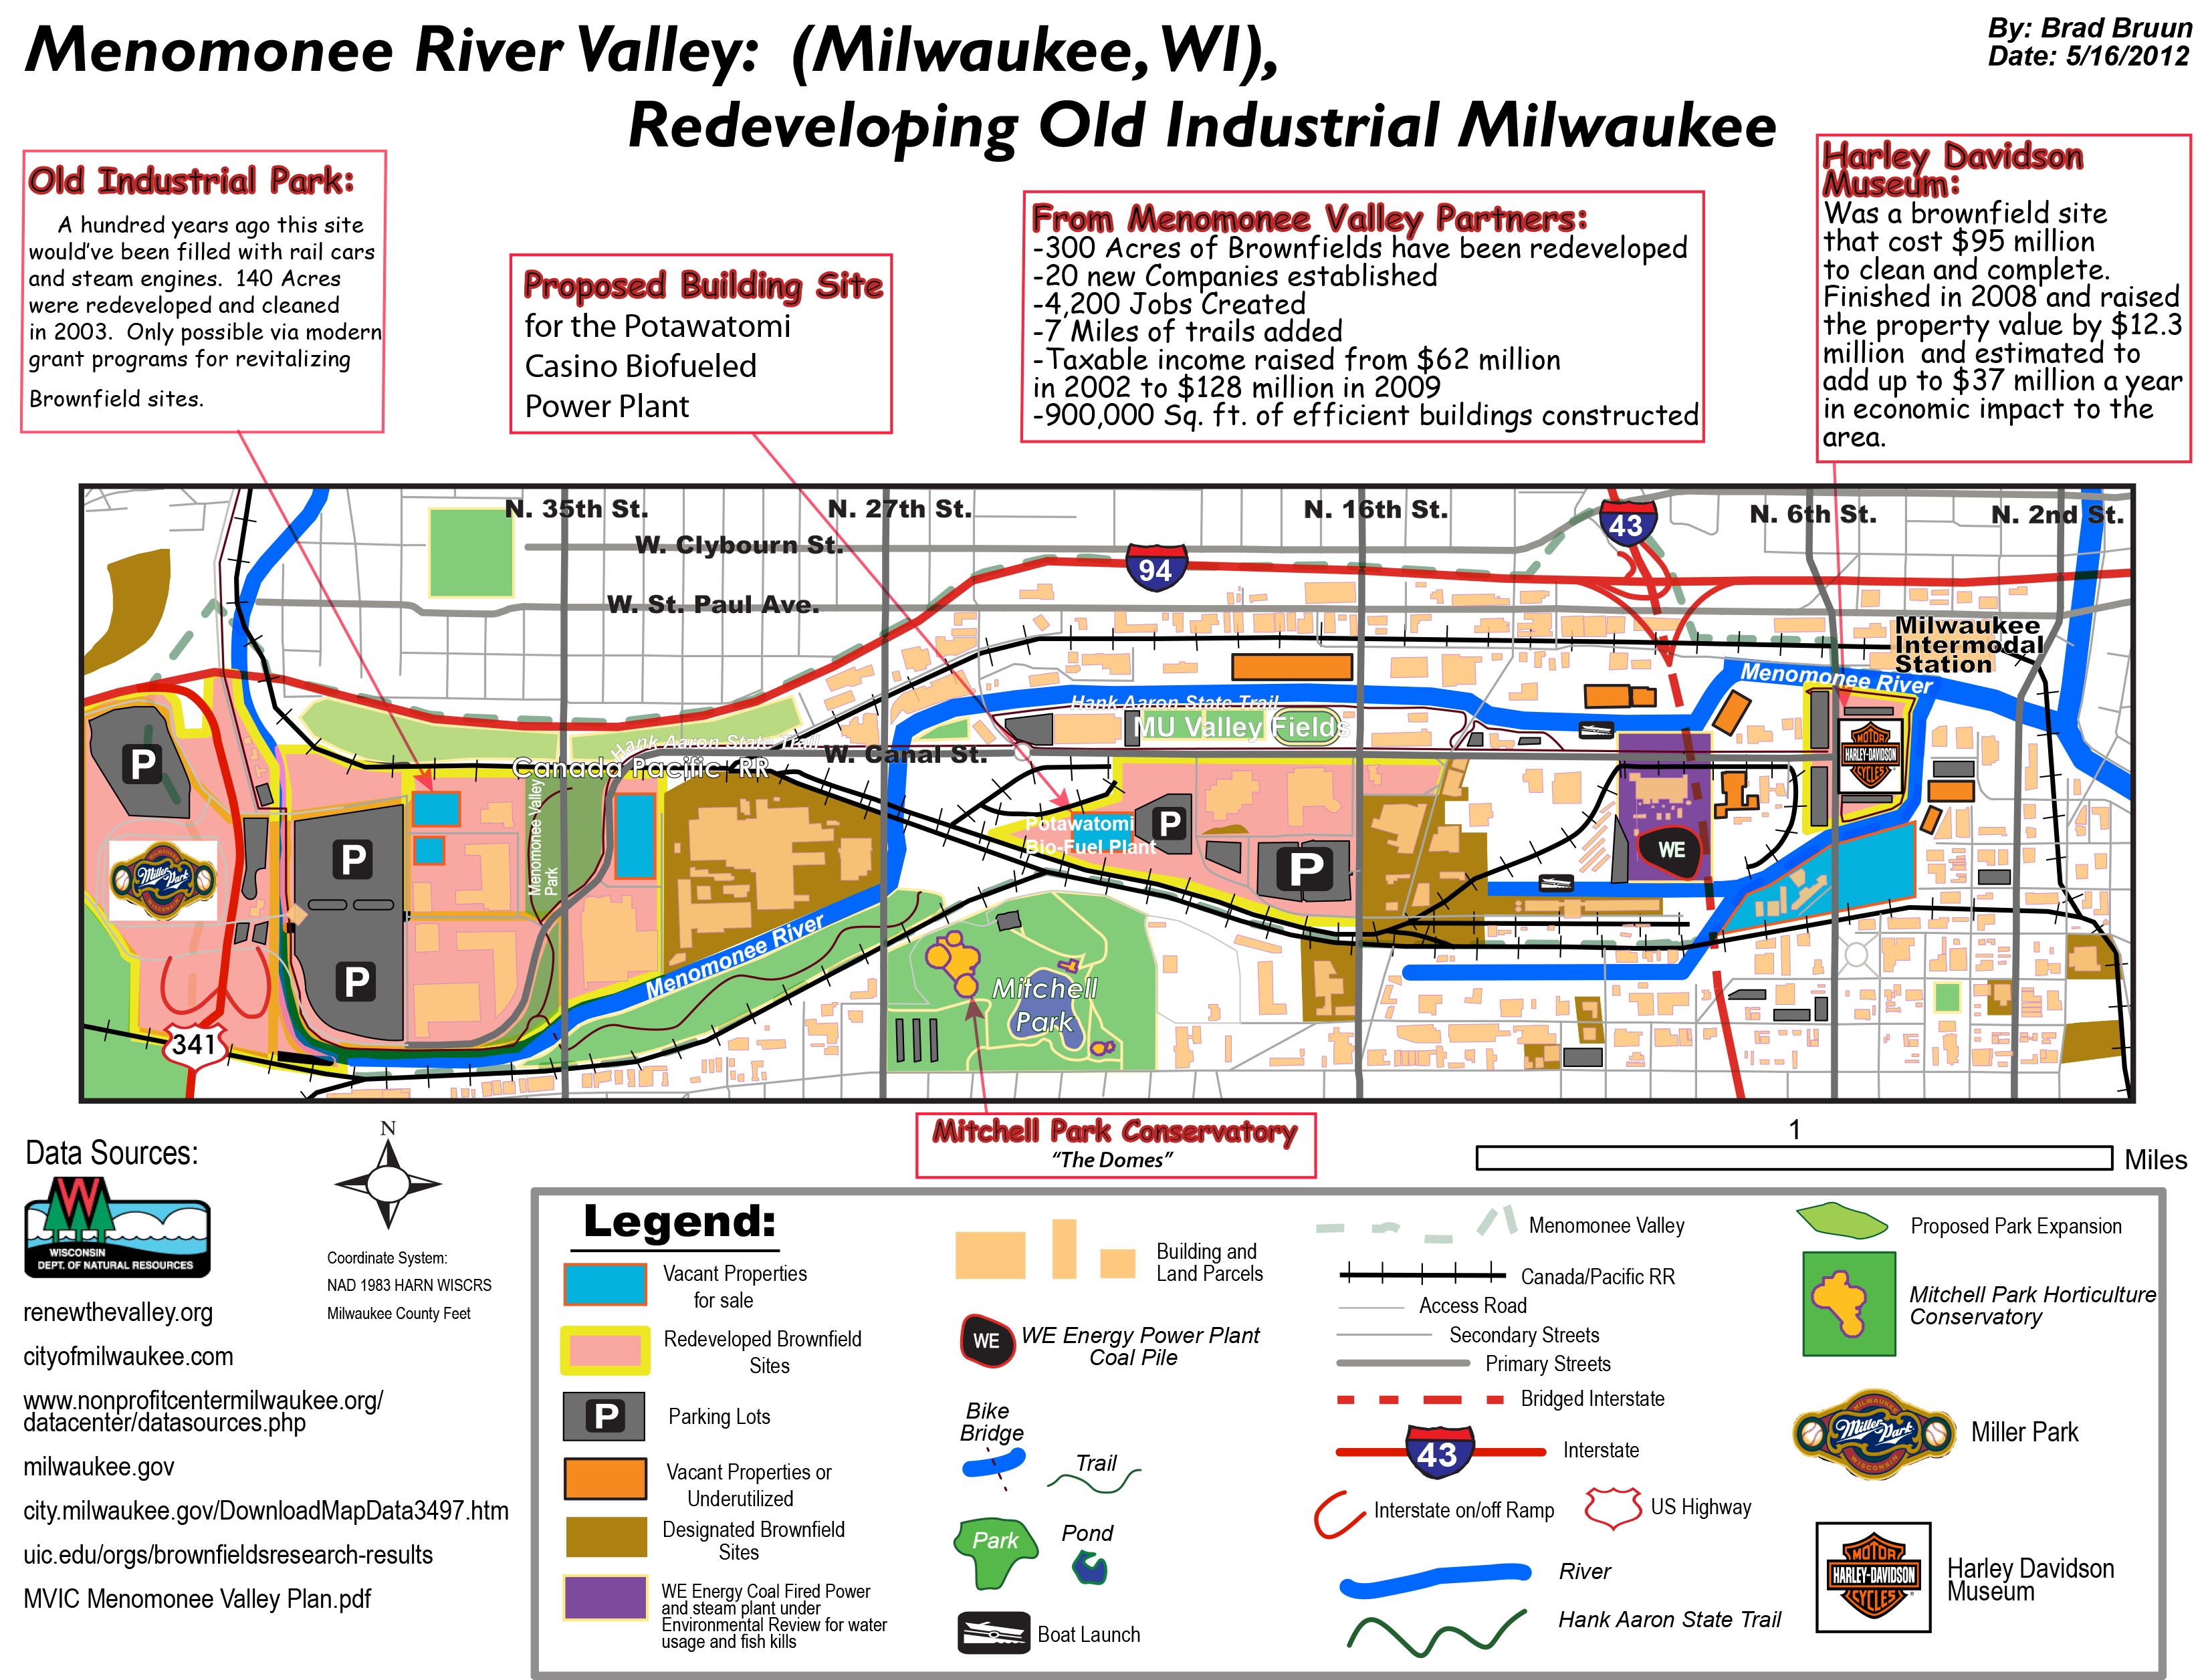 Menomonee River Valley: (Milwaukee, WI),
Redeveloping Old Industrial Milwaukee
By: Brad Bruun
Date: 5/16/2012
Old Industrial Park:
A hundred years ago this site
would've been filled with rail cars
and steam engines. 140 Acres
were redeveloped and cleaned
in 2003. Only possible via modern
grant programs for revitalizing
Brownfield sites.
Proposed Building Site
for the Potawatomi
Casino Biofueled
Power Plant
From Menomonee Valley Partners:
-300 Acres of Brownfields have been redeveloped
-20 new Companies established
-4,200 Jobs Created
-7 Miles of trails added
-Taxable income raised from $62 million
in 2002 to $128 million in 2009
-900,000 Sq. ft. of efficient buildings constructed
Harley Davidson
Museum:
Was a brownfield site
that cost $95 million
to clean and complete.
Finished in 2008 and raised
the property value by $12.3
million and estimated to
add up to $37 million a year
in economic impact to the
area.
N. 35th St.
N. 27th St.
N. 16th St.
43
N. 6th St.
N. 2nd St.
W. Clybourn St.
94
W. St. Paul Ave.
Milwaukee
Intermodal
Station
Menomonee River
Hank Aaron State Trail
MU Valley Fields
Hank Aaron State Trail
W. Canal St.
Canada Pacific RR
P
MOTOR
HARLEY-DAVIDSON
CYCLES
Menomonee Valley
Park
Potawatomi
Bio-Fuel Plant
P
P
P
WE
Miller Park
WISCONSIN
P
Menomonee River
Mitchell
Park
341
Mitchell Park Conservatory
"The Domes"
1
Miles
Data Sources:
W
WISCONSIN
DEPT. OF NATURAL RESOURCES
renewthevalley.org
cityofmilwaukee.com
www.nonprofitcentermilwaukee.org/
datacenter/datasources.php
milwaukee.gov
city.milwaukee.gov/DownloadMapData3497.htm
uic.edu/orgs/brownfieldsresearch-results
MVIC Menomonee Valley Plan.pdf
N
Coordinate System:
NAD 1983 HARN WISCRS
Milwaukee County Feet
Legend:
Vacant Properties
for sale
Redeveloped Brownfield
Sites
P
Parking Lots
Vacant Properties or
Underutilized
Designated Brownfield
Sites
WE Energy Coal Fired Power
and steam plant under
Environmental Review for water
usage and fish kills
Building and
Land Parcels
WE
WE Energy Power Plant
Coal Pile
Bike
Bridge
Trail
Park
Pond
Boat Launch
Menomonee Valley
Canada/Pacific RR
Access Road
Secondary Streets
Primary Streets
Bridged Interstate
43
Interstate
Interstate on/off Ramp
US Highway
River
Hank Aaron State Trail
Proposed Park Expansion
Mitchell Park Horticulture
Conservatory
MILWAUKEE
Miller Park
WISCONSIN
Miller Park
MOTOR
HARLEY-DAVIDSON
CYCLES
Harley Davidson
Museum